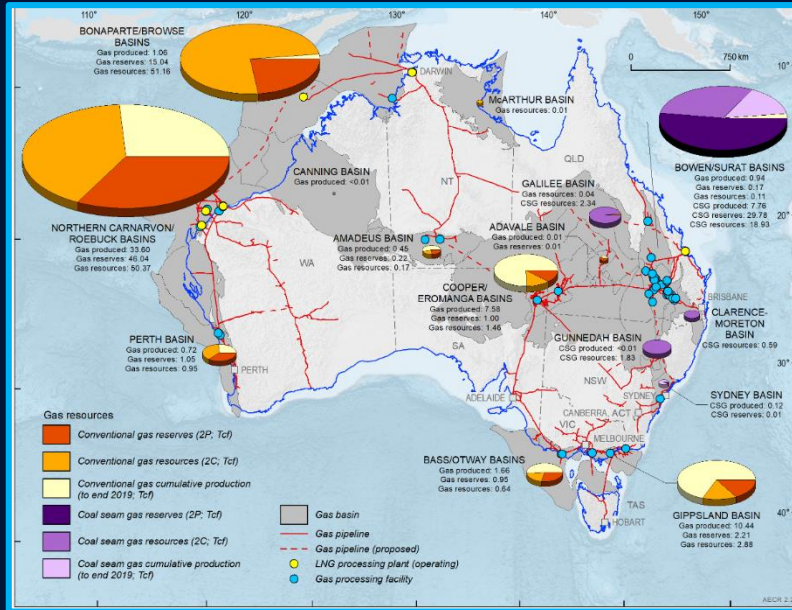 110°
120°
130°
140°
150°
BONAPARTE/BROWSE
BASINS
Gas produced: 1.06
Gas reserves: 15.04
Gas resources: 51.16
DARWIN
0
750 km
McARTHUR BASIN
Gas resources: 0.01
BOWEN/SURAT BASINS
Gas produced: 0.94
Gas reserves: 0.17
Gas resources: 0.11
CSG produced: 7.76
CSG reserves: 29.78
CSG resources: 18.93
CANNING BASIN
Gas produced: <0.01
NT
QLD
GALILEE BASIN
Gas resources: 0.04
CSG resources: 2.34
20°
NORTHERN CARNARVON/
ROEBUCK BASINS
Gas produced: 33.60
Gas reserves: 46.04
Gas resources: 50.37
WA
AMADEUS BASIN
Gas produced: 0.45
Gas reserves: 0.22
Gas resources: 0.17
ADAVALE BASIN
Gas produced: 0.01
Gas reserves: 0.01
COOPER/
EROMANGA BASINS
Gas produced: 7.58
Gas reserves: 1.00
Gas resources: 1.46
BRISBANE
CLARENCE-
MORETON BASIN
CSG resources: 0.59
SA
GUNNEDAH BASIN
CSG produced: <0.01
CSG resources: 1.83
PERTH BASIN
Gas produced: 0.72
Gas reserves: 1.05
Gas resources: 0.95
PERTH
30°
NSW
SYDNEY
SYDNEY BASIN
CSG produced: 0.12
CSG reserves: 0.01
ADELAIDE
CANBERRA, ACT
VIC
MELBOURNE
Gas resources
Conventional gas reserves (2P; Tcf)
Conventional gas resources (2C; Tcf)
Conventional gas cumulative production
(to end 2019; Tcf)
Coal seam gas reserves (2P; Tcf)
Coal seam gas resources (2C; Tcf)
Coal seam gas cumulative production
(to end 2019; Tcf)
Gas basin
Gas pipeline
Gas pipeline (proposed)
LNG processing plant (operating)
Gas processing facility
BASS/OTWAY BASINS
Gas produced: 1.66
Gas reserves: 0.95
Gas resources: 0.64
TAS
HOBART
GIPPSLAND BASIN
Gas produced: 10.44
Gas reserves: 2.21
Gas resources: 2.88
40°
110°
120°
130°
140°
150°